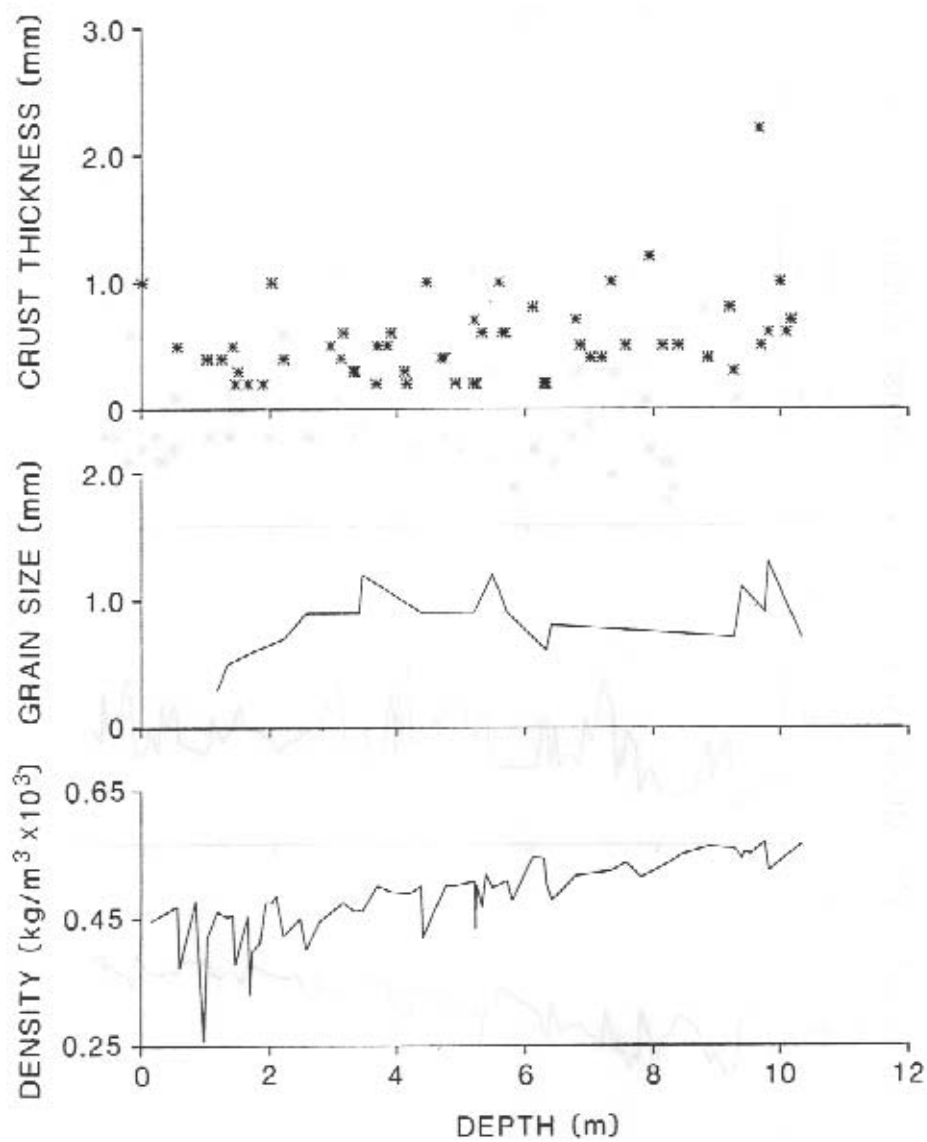 CRUST THICKNESS (mm)
3.0
2.0
1.0
0
GRAIN SIZE (mm)
2.0
1.0
0
DENSITY (kg/m³ x10³)
0.65
0.45
0.25
0 2 4 6 8 10 12
DEPTH (m)